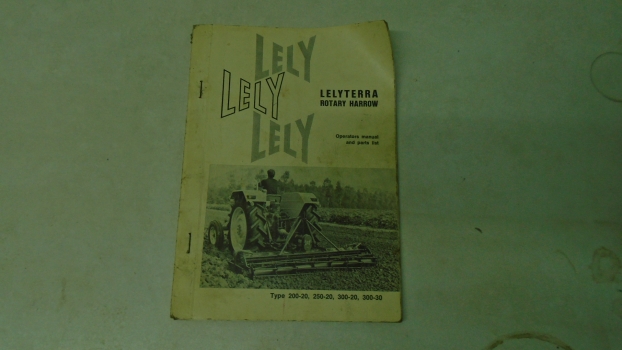 LELY
LELY
LELY
LELYTERRA
ROTARY HARROW
Operators manual
and parts list
Type 200-20, 250-20, 300-20, 300-30